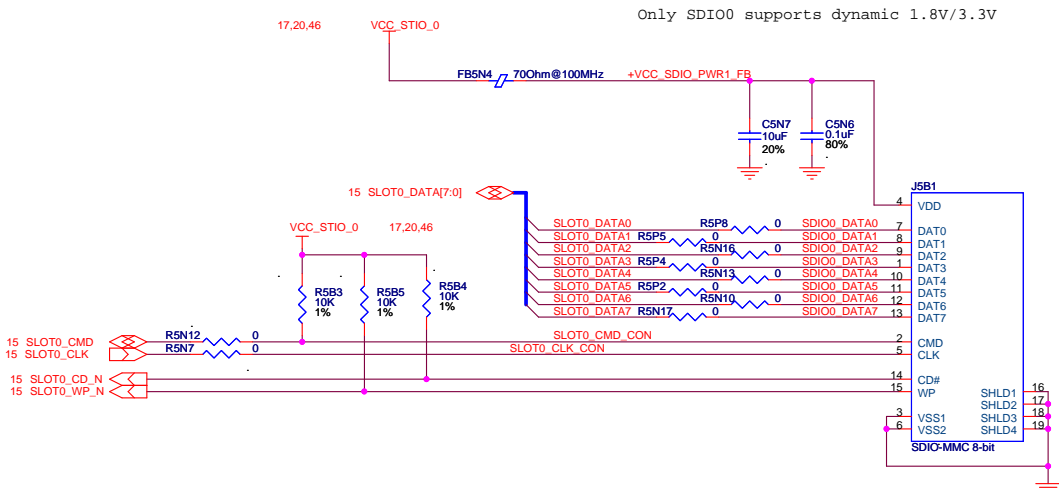 Only SDIO0 supports dynamic 1.8V/3.3V
17,20,46 VCC_STIO_0
FB5N4 70Ohm@100MHz +VCC_SDIO_PWR1_FB
C5N7 10uF 20%
C5N6 0.1uF 80%
J5B1
15 SLOT0_DATA[7:0]
4 VDD
SLOT0_DATA0 R5P8 0 SDIO0_DATA0 7 DAT0
SLOT0_DATA1 R5P5 0 SDIO0_DATA1 8 DAT1
SLOT0_DATA2 R5N16 0 SDIO0_DATA2 9 DAT2
SLOT0_DATA3 R5P4 0 SDIO0_DATA3 1 DAT3
SLOT0_DATA4 R5N13 0 SDIO0_DATA4 10 DAT4
SLOT0_DATA5 R5P2 0 SDIO0_DATA5 11 DAT5
SLOT0_DATA6 R5N10 0 SDIO0_DATA6 12 DAT6
SLOT0_DATA7 R5N17 0 SDIO0_DATA7 13 DAT7
VCC_STIO_0 17,20,46
R5B3 10K 1%
R5B5 10K 1%
R5B4 10K 1%
15 SLOT0_CMD R5N12 0 SLOT0_CMD_CON 2 CMD
15 SLOT0_CLK R5N7 0 SLOT0_CLK_CON 5 CLK
15 SLOT0_CD_N 14 CD#
15 SLOT0_WP_N 15 WP
SHLD1 16
SHLD2 17
3 VSS1 SHLD3 18
6 VSS2 SHLD4 19
SDIO-MMC 8-bit